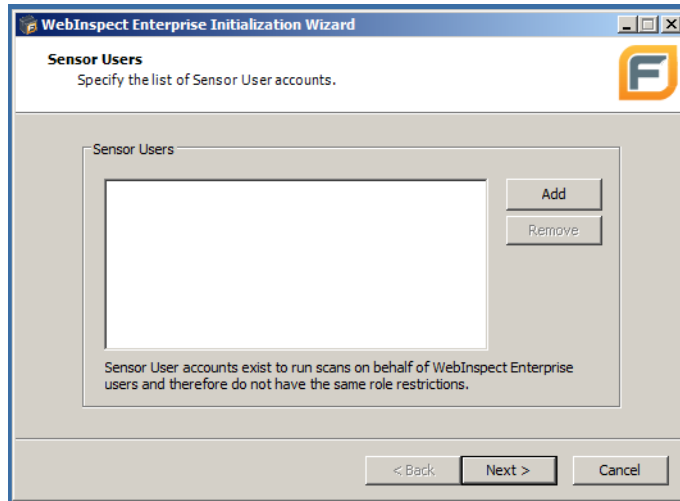 WebInspect Enterprise Initialization Wizard
Sensor Users
Specify the list of Sensor User accounts.
F
Sensor Users
Add
Remove
Sensor User accounts exist to run scans on behalf of WebInspect Enterprise
users and therefore do not have the same role restrictions.
< Back
Next >
Cancel